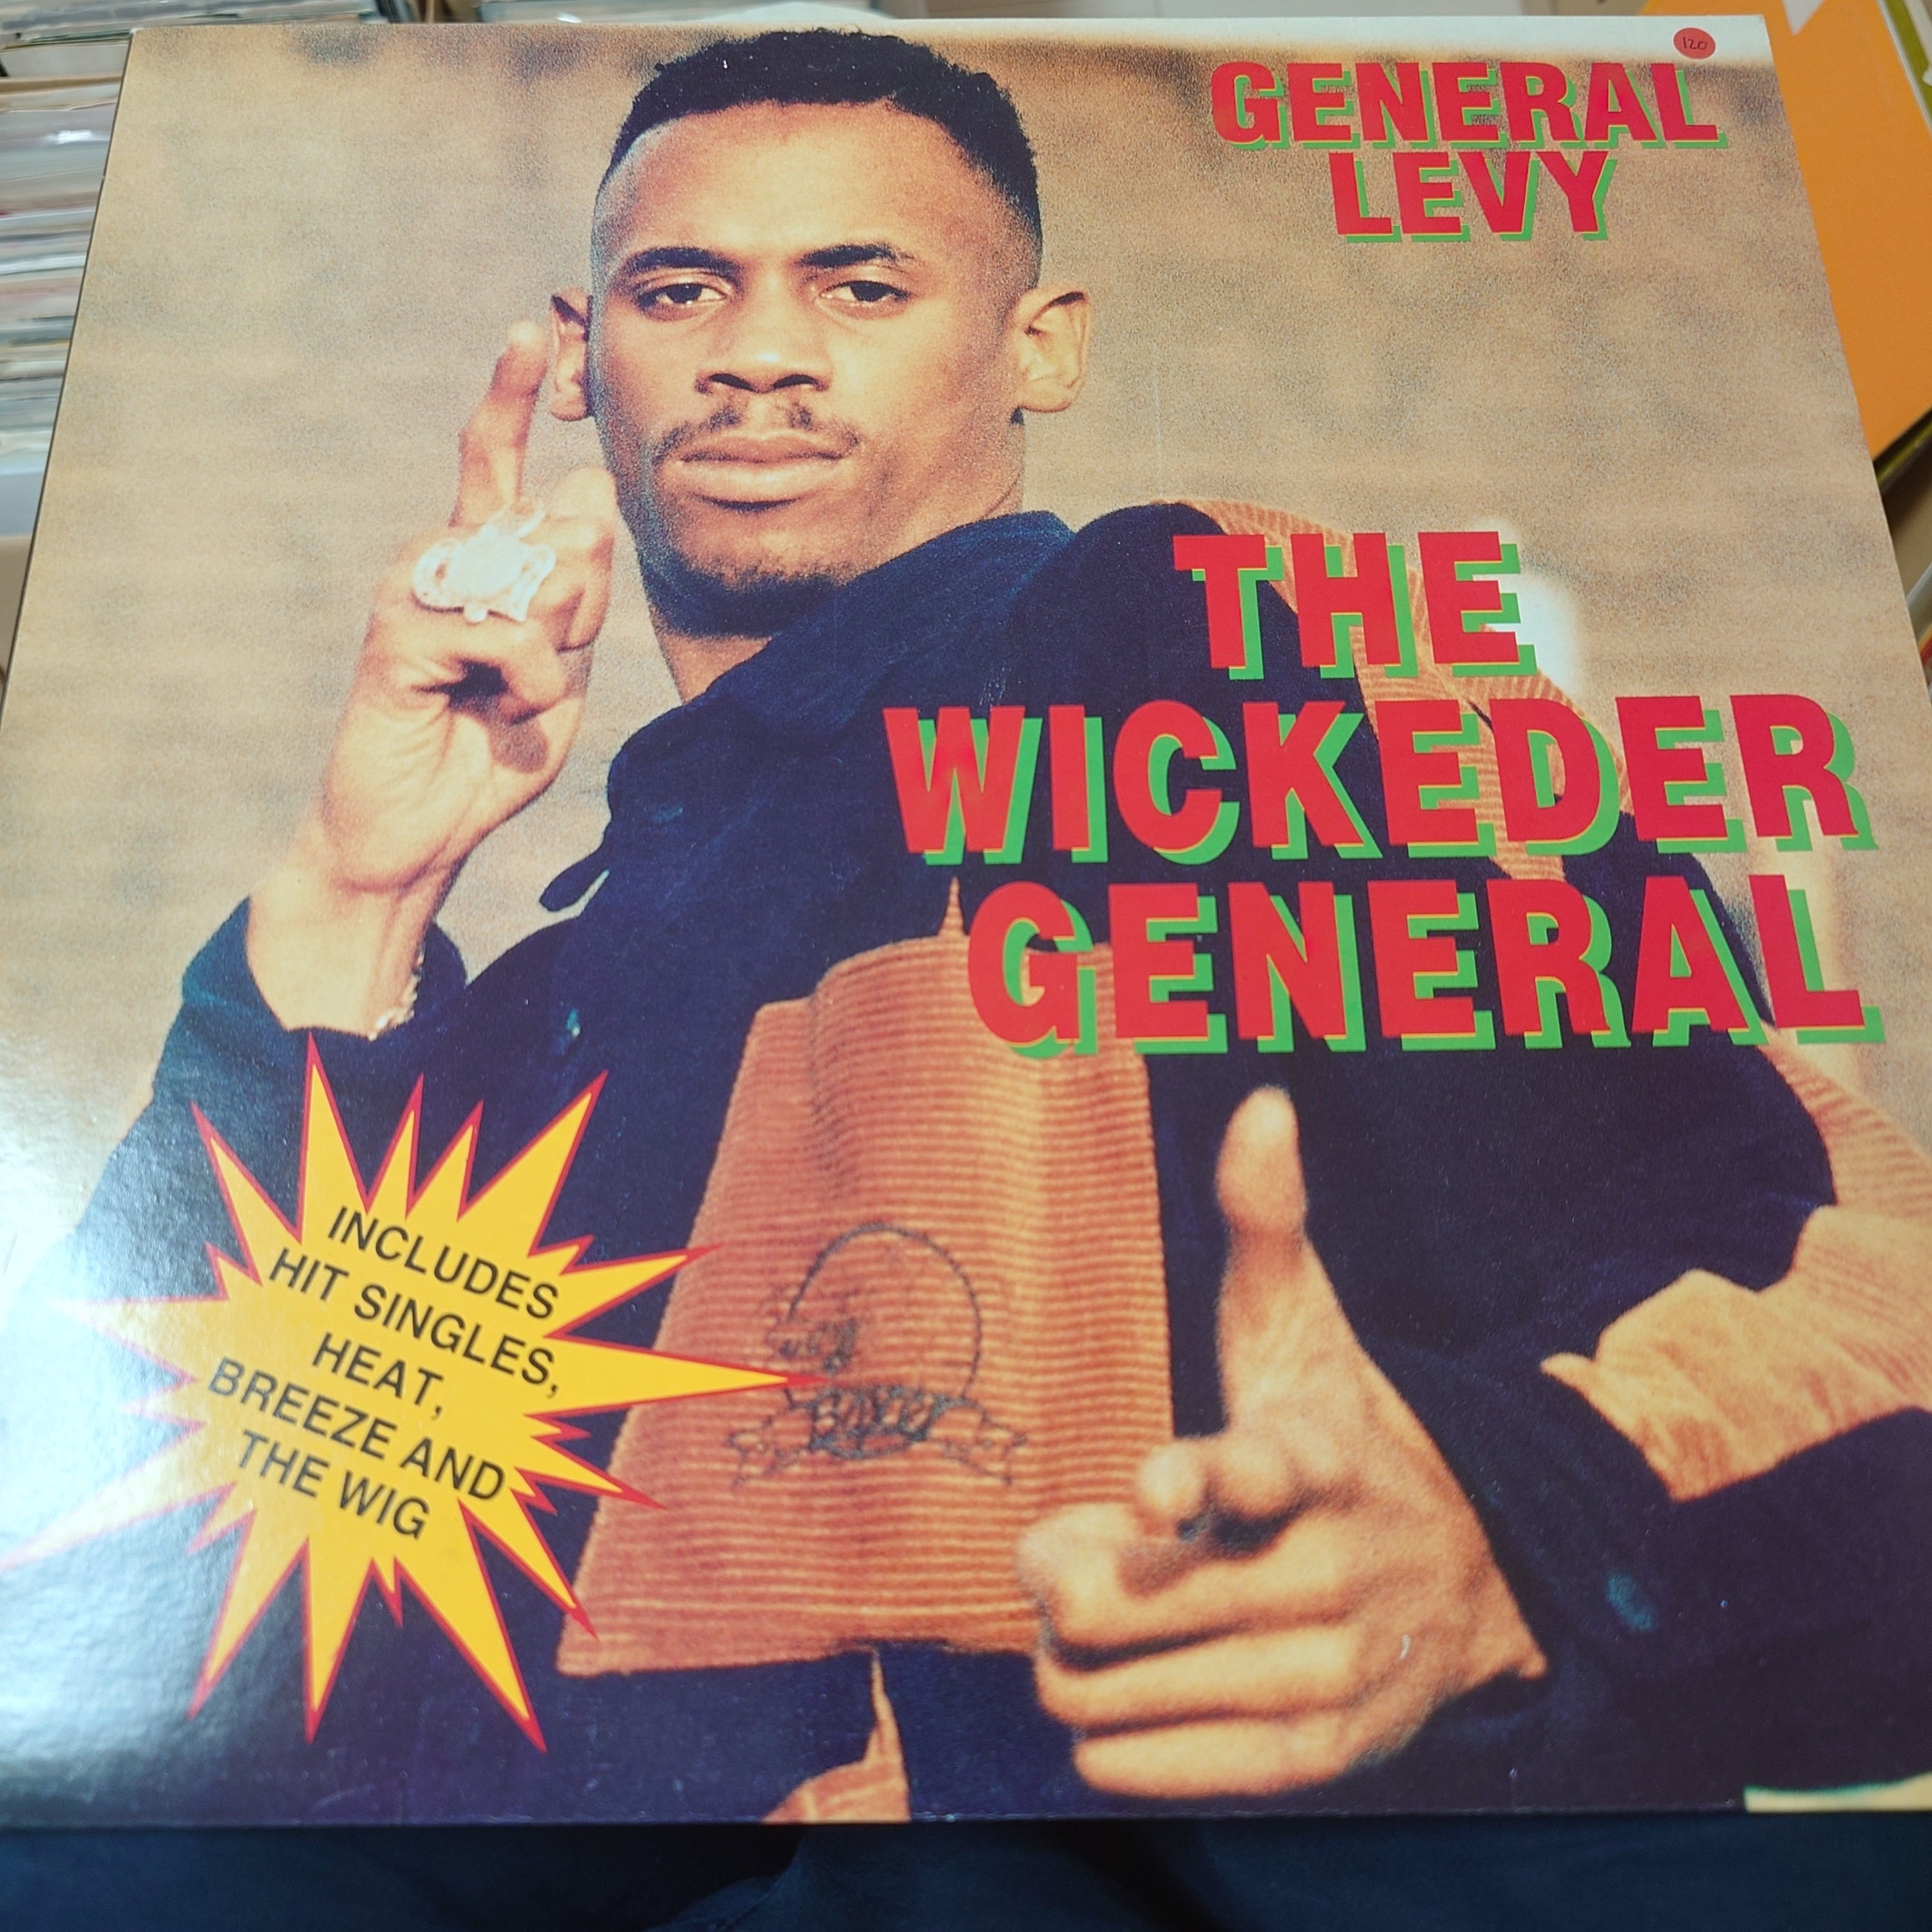 120
GENERAL
LEVY
THE
WICKEDER
GENERAL
INCLUDES
HIT SINGLES,
HEAT,
BREEZE AND
THE WIG